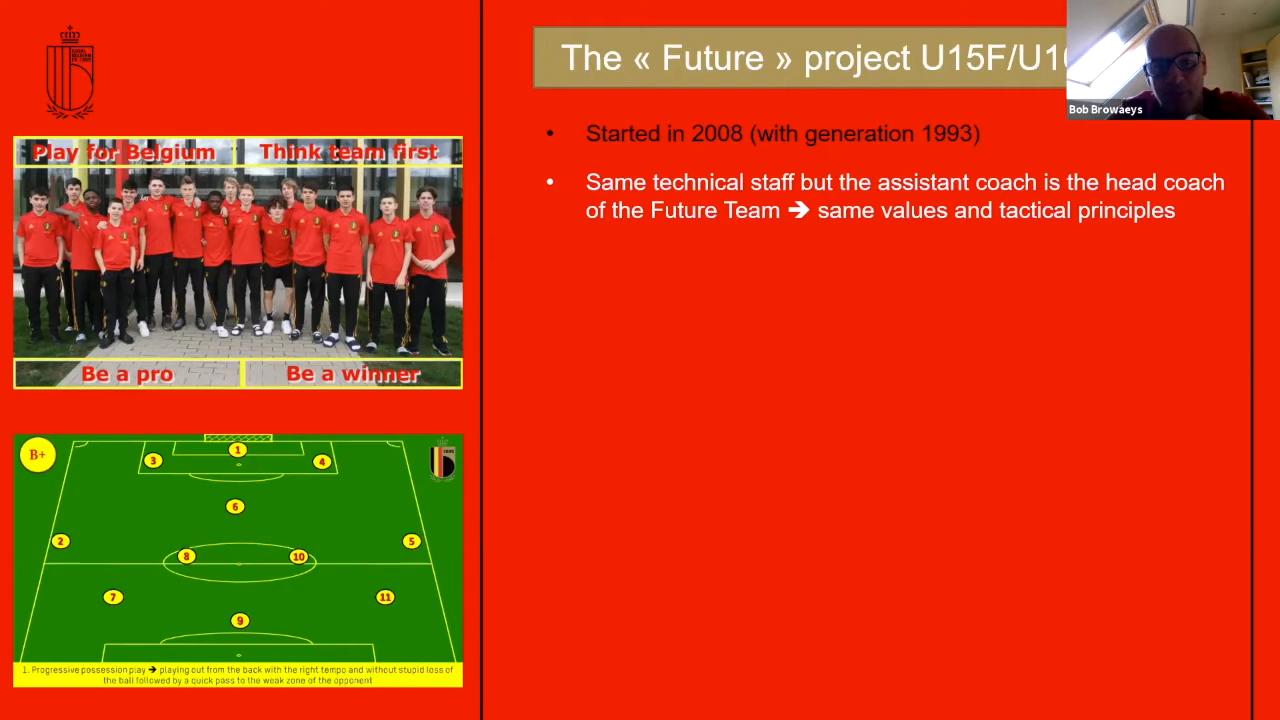 The « Future » project U15F/U1
Bob Browaeys
• Started in 2008 (with generation 1993)
• Same technical staff but the assistant coach is the head coach
of the Future Team ➔ same values and tactical principles
Play for Belgium
Think team first
Be a pro
Be a winner
B+
1
3
4
6
2
5
8
10
7
11
9
1. Progressive possession play ➔ playing out from the back with the right tempo and without stupid loss of
the ball followed by a quick pass to the weak zone of the opponent